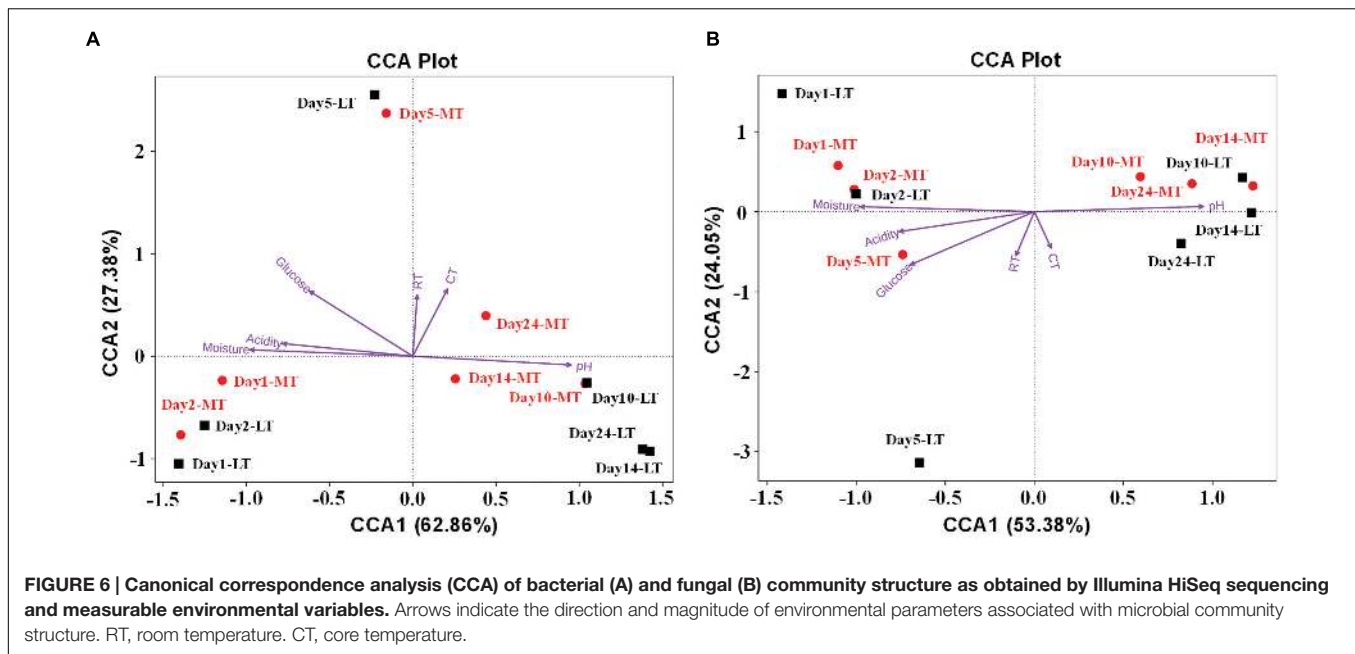 A
CCA Plot
CCA2 (27.38%)
2
1
0
-1
Day5-LT
Day5-MT
Glucose
RT
CT
Day24-MT
Acidity
Moisture
pH
Day1-MT
Day14-MT
Day2-MT
Day10-MT
Day10-LT
Day2-LT
Day24-LT
Day1-LT
Day14-LT
-1.5
-1.0
-0.5
0.0
0.5
1.0
1.5
CCA1 (62.86%)
B
CCA Plot
CCA2 (24.05%)
1
0
-1
-2
-3
Day1-LT
Day1-MT
Day14-MT
Day10-MT
Day10-LT
Day2-MT
Day24-MT
Day2-LT
Moisture
pH
Acidity
Day14-LT
Day5-MT
Day24-LT
Glucose
RT
CT
Day5-LT
-1.5
-1.0
-0.5
0.0
0.5
1.0
CCA1 (53.38%)
FIGURE 6 | Canonical correspondence analysis (CCA) of bacterial (A) and fungal (B) community structure as obtained by Illumina HiSeq sequencing
and measurable environmental variables. Arrows indicate the direction and magnitude of environmental parameters associated with microbial community
structure. RT, room temperature. CT, core temperature.